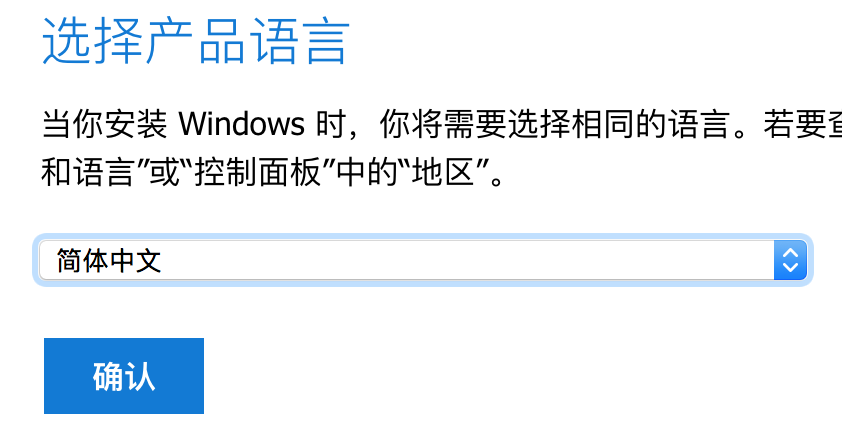 选择产品语言
当你安装 Windows 时，你将需要选择相同的语言。若要查
和语言”或“控制面板”中的“地区”。
简体中文
确认